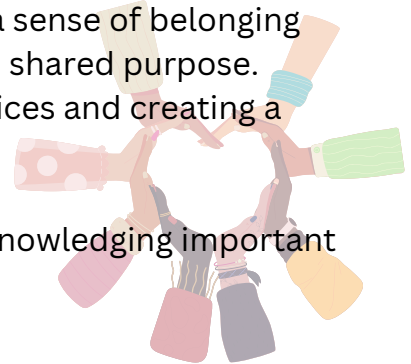 a sense of belonging
shared purpose.
ices and creating a
nowledging important